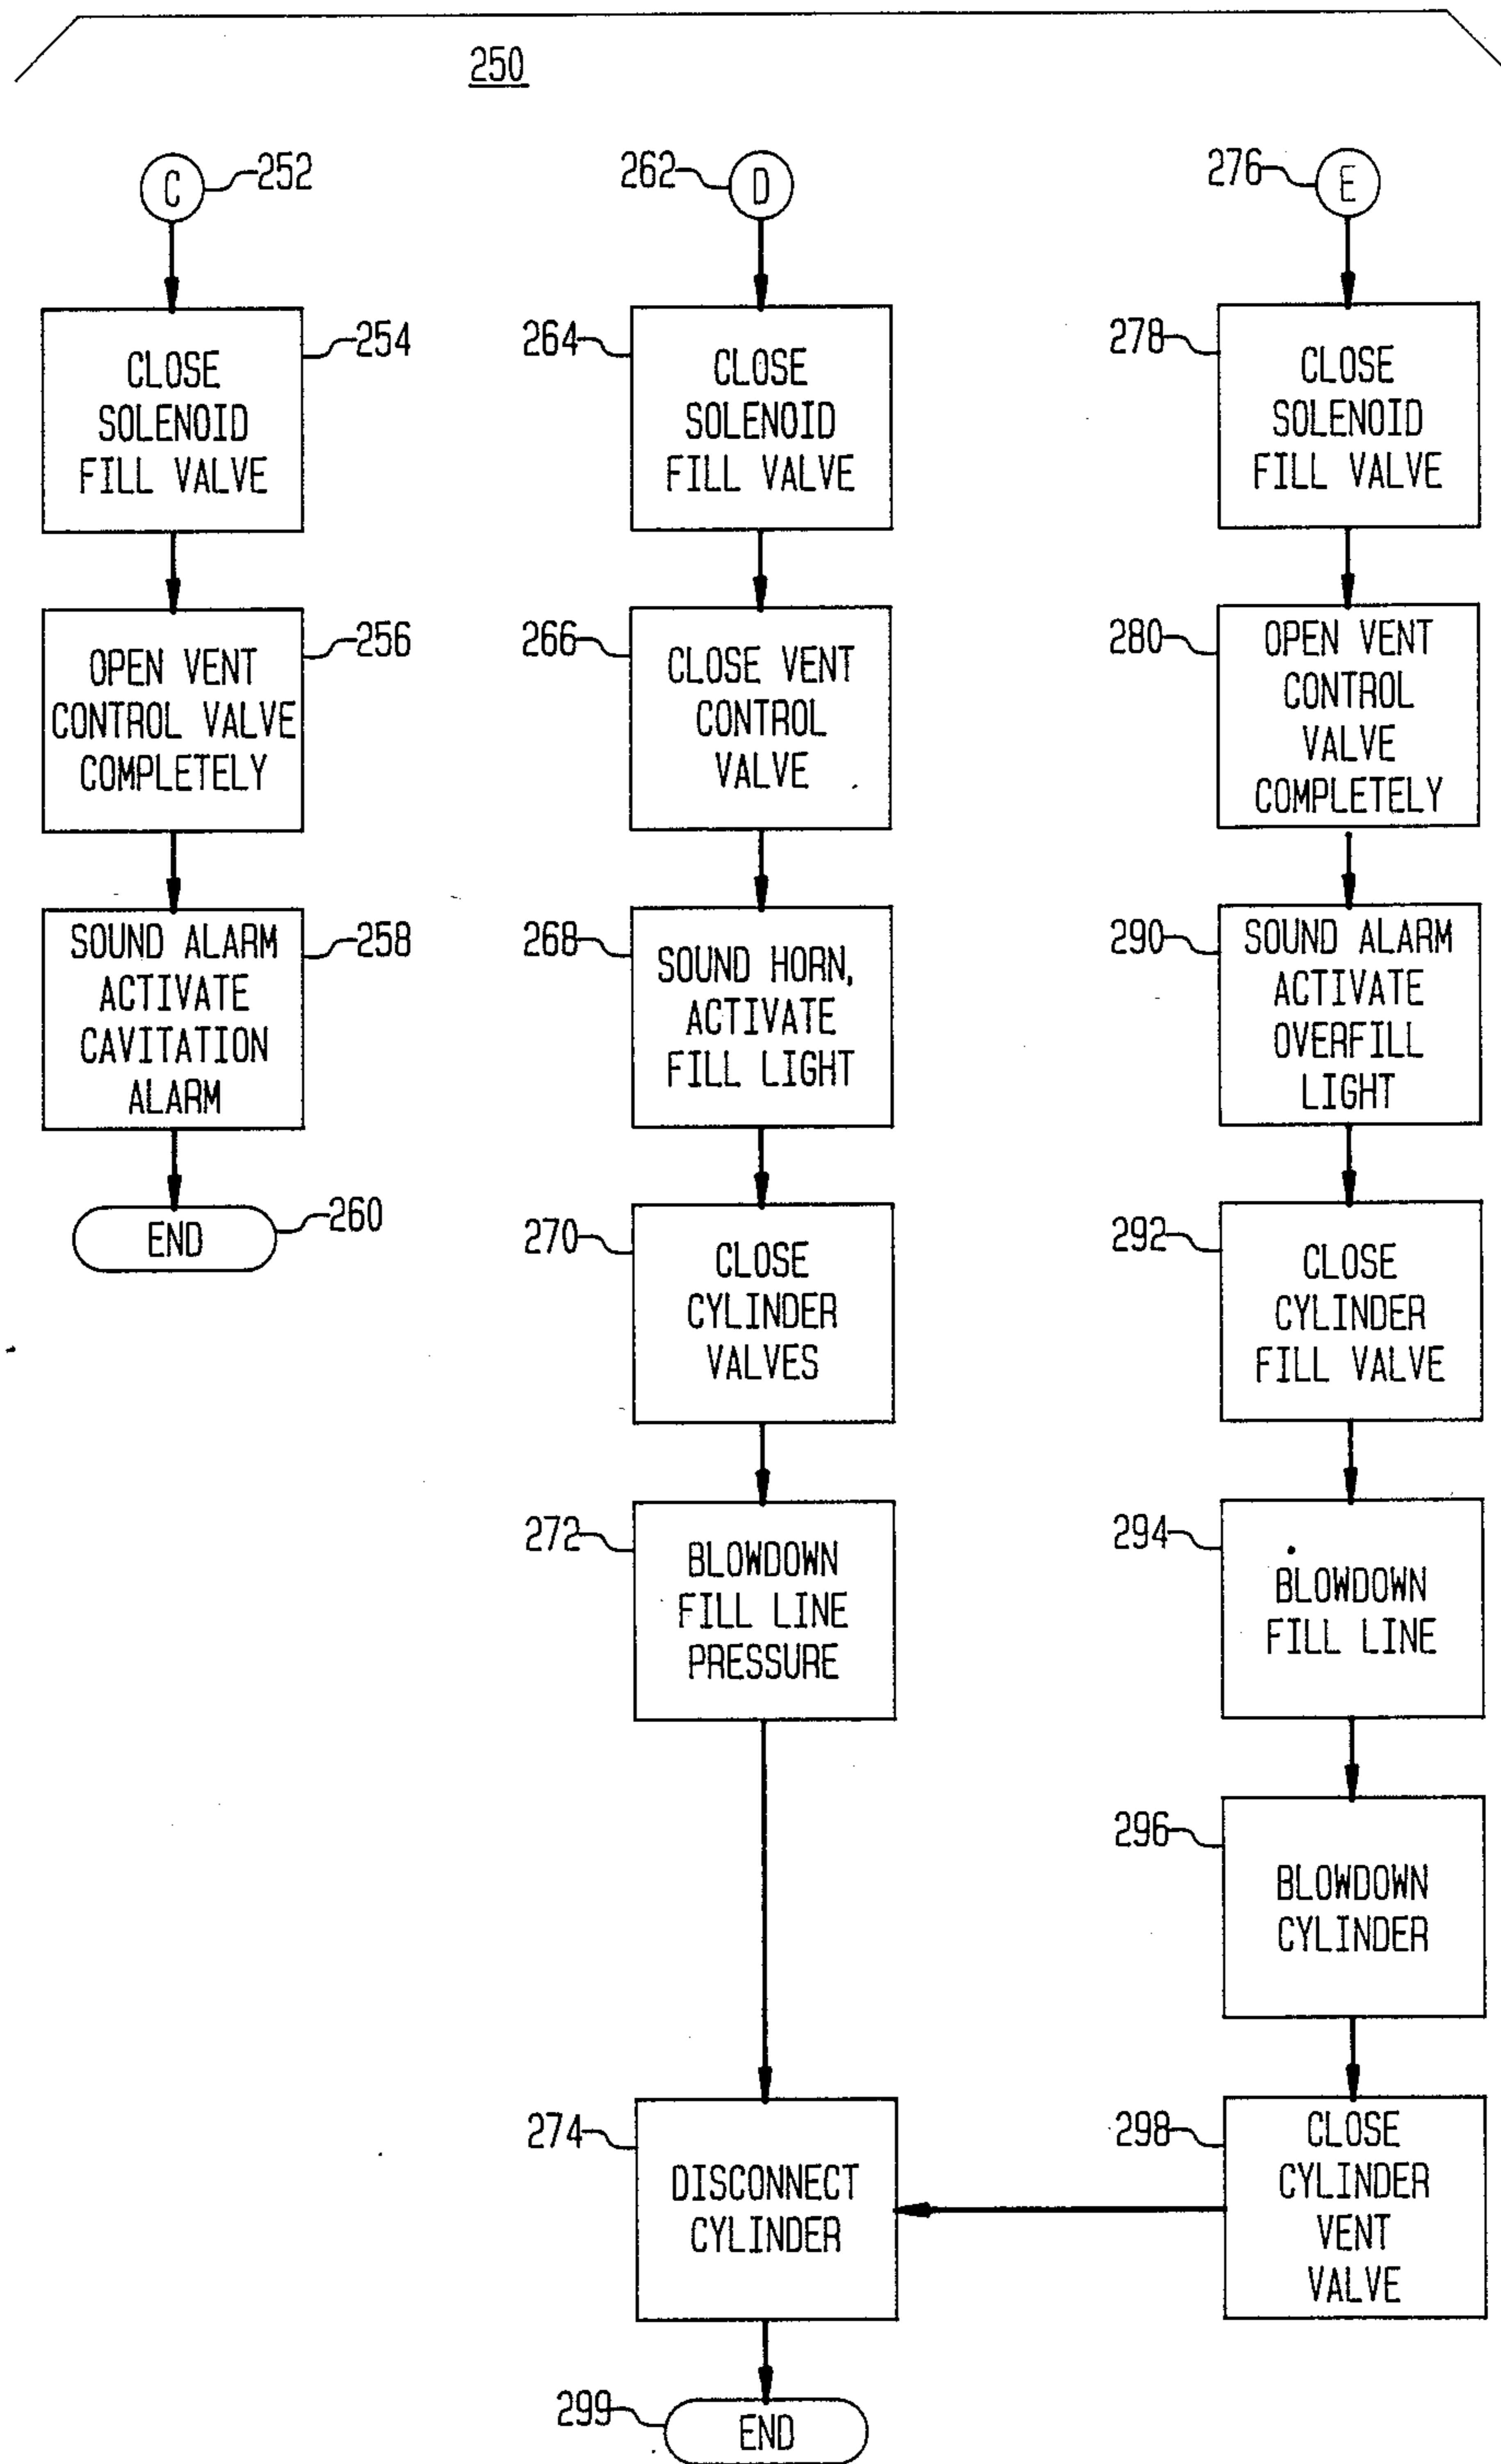 250
C
252
254
CLOSE
SOLENOID
FILL VALVE
256
OPEN VENT
CONTROL VALVE
COMPLETELY
258
SOUND ALARM
ACTIVATE
CAVITATION
ALARM
END
260
262
D
264
CLOSE
SOLENOID
FILL VALVE
266
CLOSE VENT
CONTROL
VALVE
268
SOUND HORN,
ACTIVATE
FILL LIGHT
270
CLOSE
CYLINDER
VALVES
272
BLOWDOWN
FILL LINE
PRESSURE
274
DISCONNECT
CYLINDER
299
END
276
E
278
CLOSE
SOLENOID
FILL VALVE
280
OPEN VENT
CONTROL
VALVE
COMPLETELY
290
SOUND ALARM
ACTIVATE
OVERFILL
LIGHT
292
CLOSE
CYLINDER
FILL VALVE
294
BLOWDOWN
FILL LINE
296
BLOWDOWN
CYLINDER
298
CLOSE
CYLINDER
VENT
VALVE